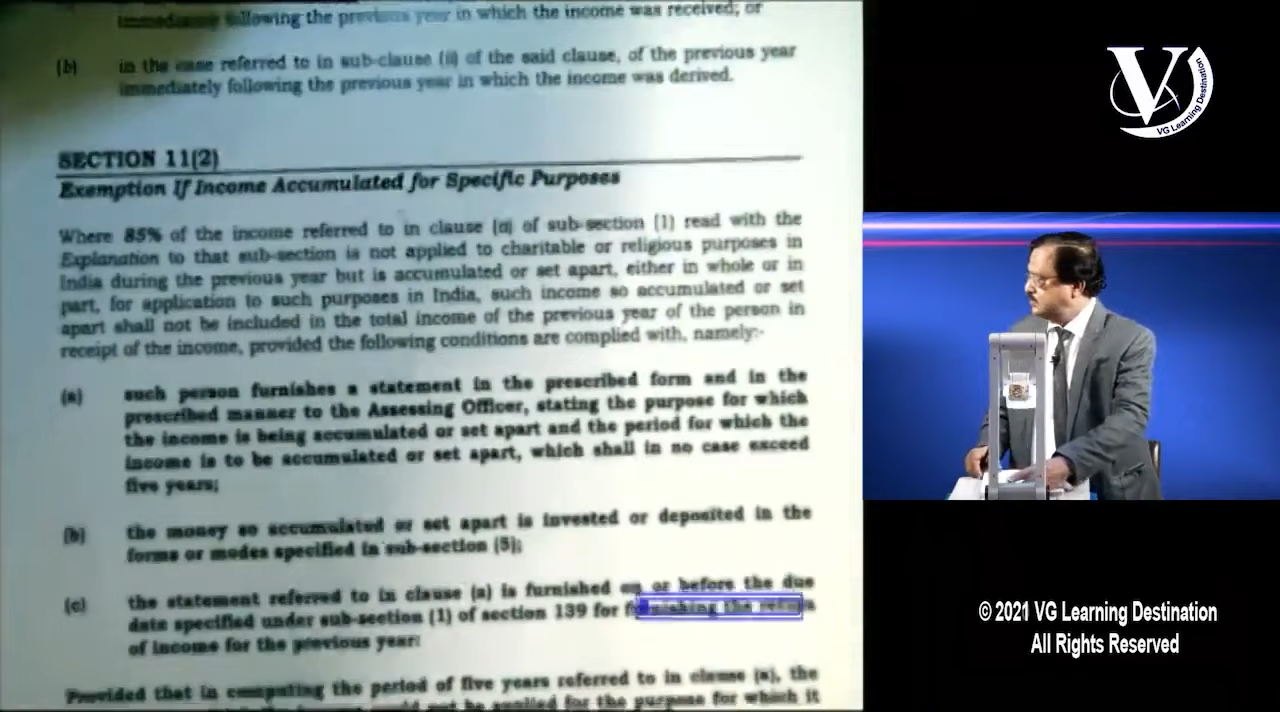 immediately following the previous year in which the income was received; or
(b) in the case referred to in sub-clause (ii) of the said clause, of the previous year
immediately following the previous year in which the income was derived.
SECTION 11(2)
Exemption If Income Accumulated for Specific Purposes
Where 85% of the income referred to in clause (a) of sub-section (1) read with the
Explanation to that sub-section is not applied to charitable or religious purposes in
India during the previous year but is accumulated or set apart, either in whole or in
part, for application to such purposes in India, such income so accumulated or set
apart shall not be included in the total income of the previous year of the person in
receipt of the income, provided the following conditions are complied with, namely:-
(a) such person furnishes a statement in the prescribed form and in the
prescribed manner to the Assessing Officer, stating the purpose for which
the income is being accumulated or set apart and the period for which the
income is to be accumulated or set apart, which shall in no case exceed
five years;
(b) the money so accumulated or set apart is invested or deposited in the
forms or modes specified in sub-section (5);
(c) the statement referred to in clause (a) is furnished on or before the due
date specified under sub-section (1) of section 139 for furnishing the return
of income for the previous year:
Provided that in computing the period of five years referred to in clause (a), the
not be applied for the purpose for which it
V
VG Learning Destination
© 2021 VG Learning Destination
All Rights Reserved